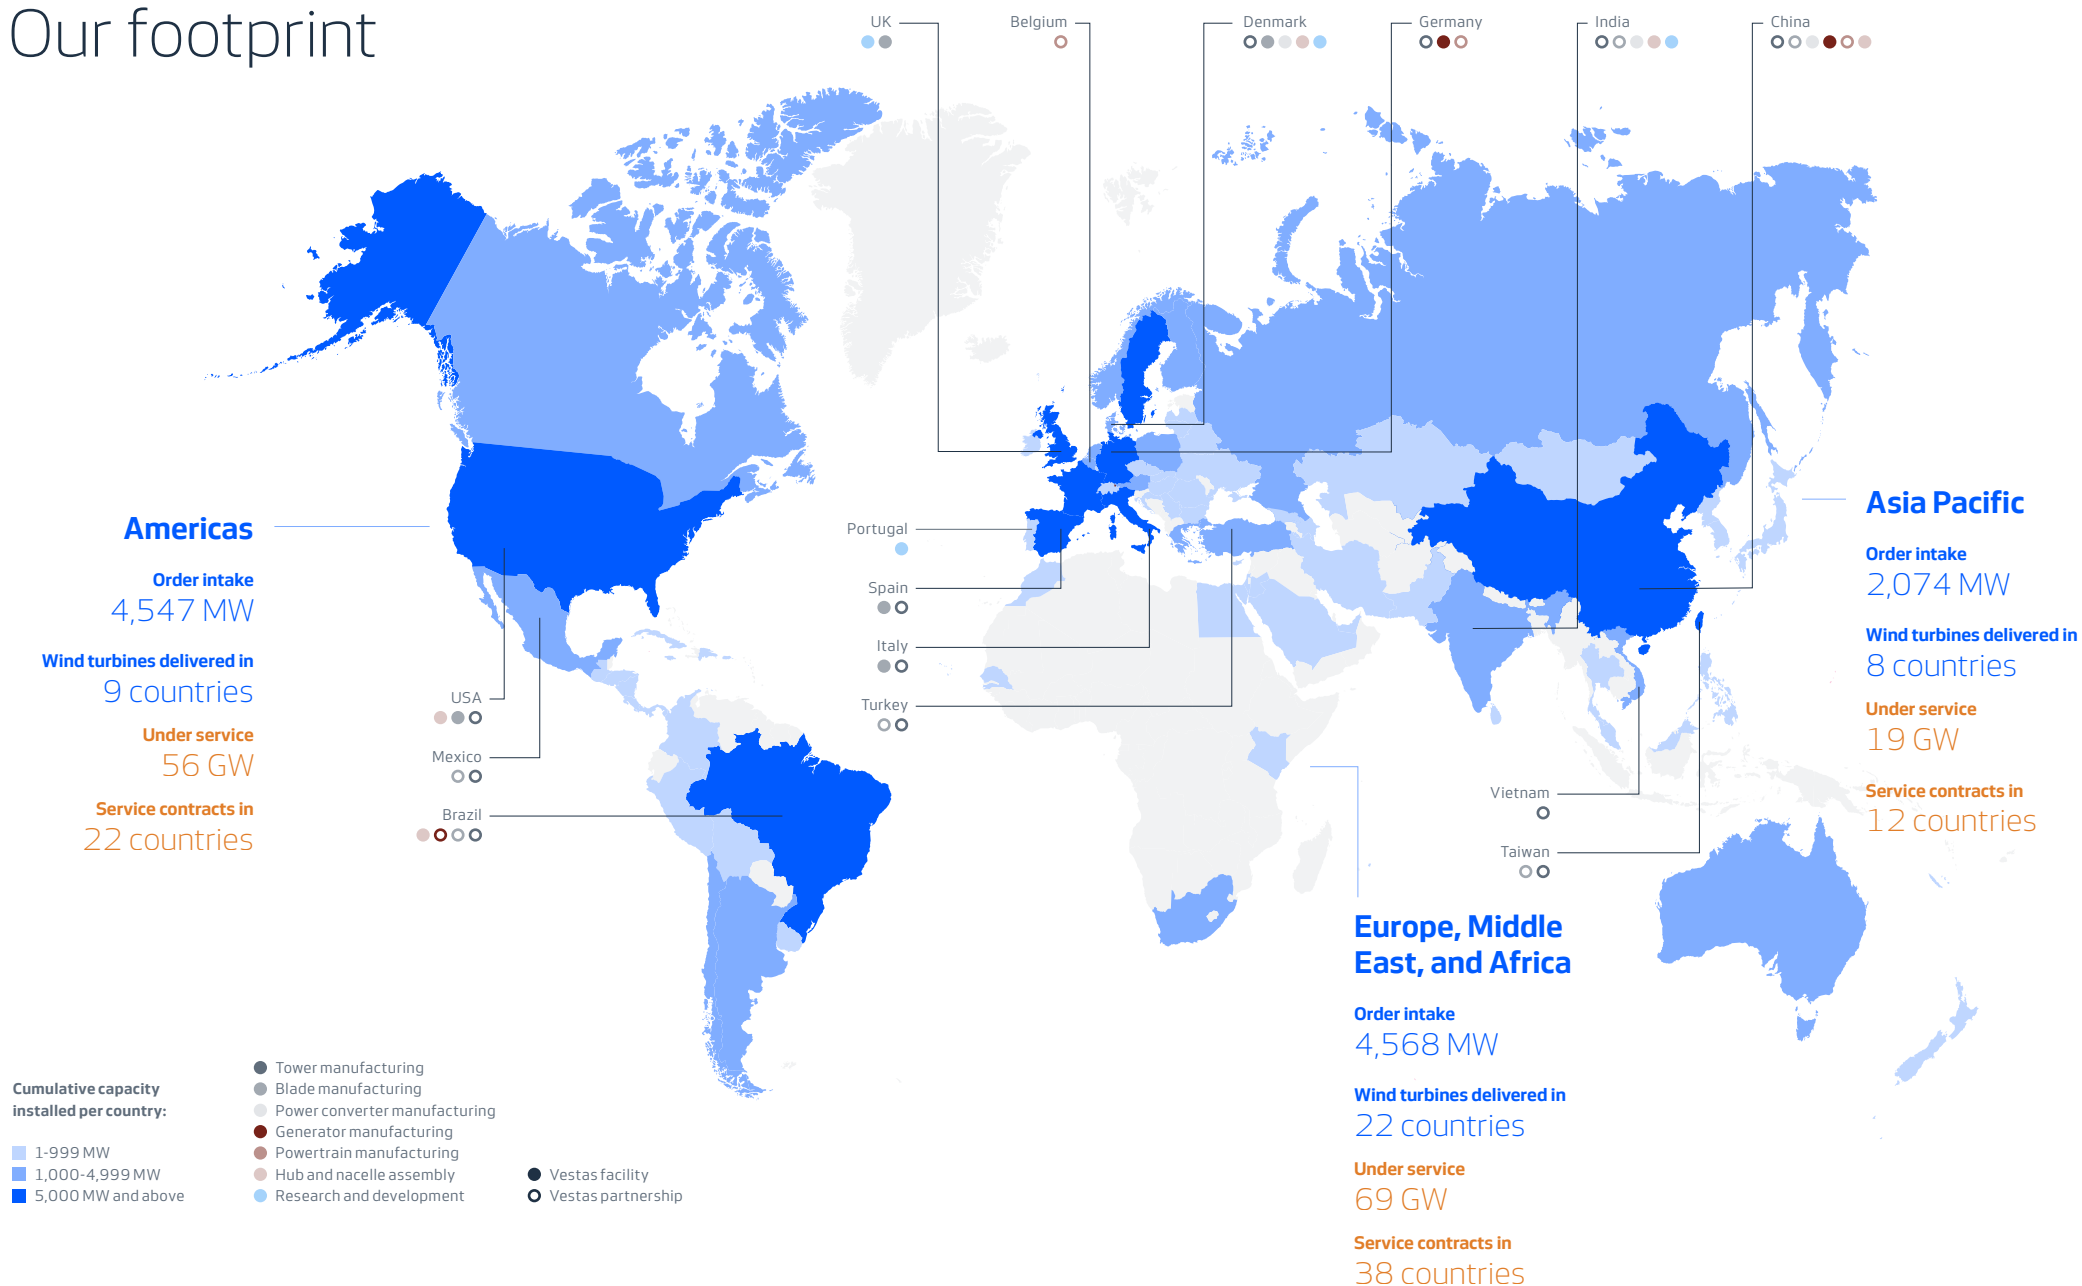 Our footprint
UK
Belgium
Denmark
Germany
India
China
Americas
Order intake
4,547 MW
Wind turbines delivered in
9 countries
Under service
56 GW
Service contracts in
22 countries
USA
Mexico
Brazil
Portugal
Spain
Italy
Turkey
Vietnam
Taiwan
Asia Pacific
Order intake
2,074 MW
Wind turbines delivered in
8 countries
Under service
19 GW
Service contracts in
12 countries
Europe, Middle
East, and Africa
Order intake
4,568 MW
Wind turbines delivered in
22 countries
Under service
69 GW
Service contracts in
38 countries
Cumulative capacity
installed per country:
1-999 MW
1,000-4,999 MW
5,000 MW and above
Tower manufacturing
Blade manufacturing
Power converter manufacturing
Generator manufacturing
Powertrain manufacturing
Hub and nacelle assembly
Research and development
Vestas facility
Vestas partnership